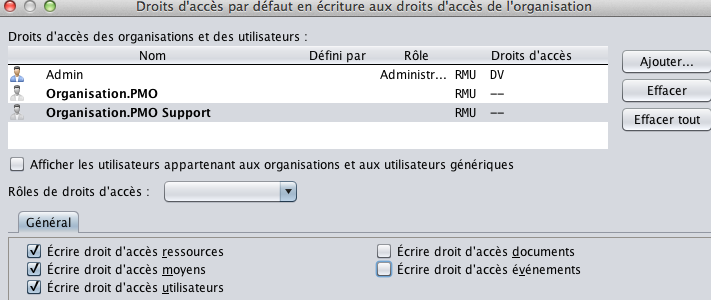 Droits d'accès par défaut en écriture aux droits d'accès de l'organisation
Droits d'accès des organisations et des utilisateurs :
Nom Défini par Rôle Droits d'accès
Admin Administr... RMU DV
Organisation.PMO RMU --
Organisation.PMO Support RMU --
Ajouter...
Effacer
Effacer tout
Afficher les utilisateurs appartenant aux organisations et aux utilisateurs génériques
Rôles de droits d'accès :
Général
Écrire droit d'accès ressources Écrire droit d'accès documents
Écrire droit d'accès moyens Écrire droit d'accès événements
Écrire droit d'accès utilisateurs